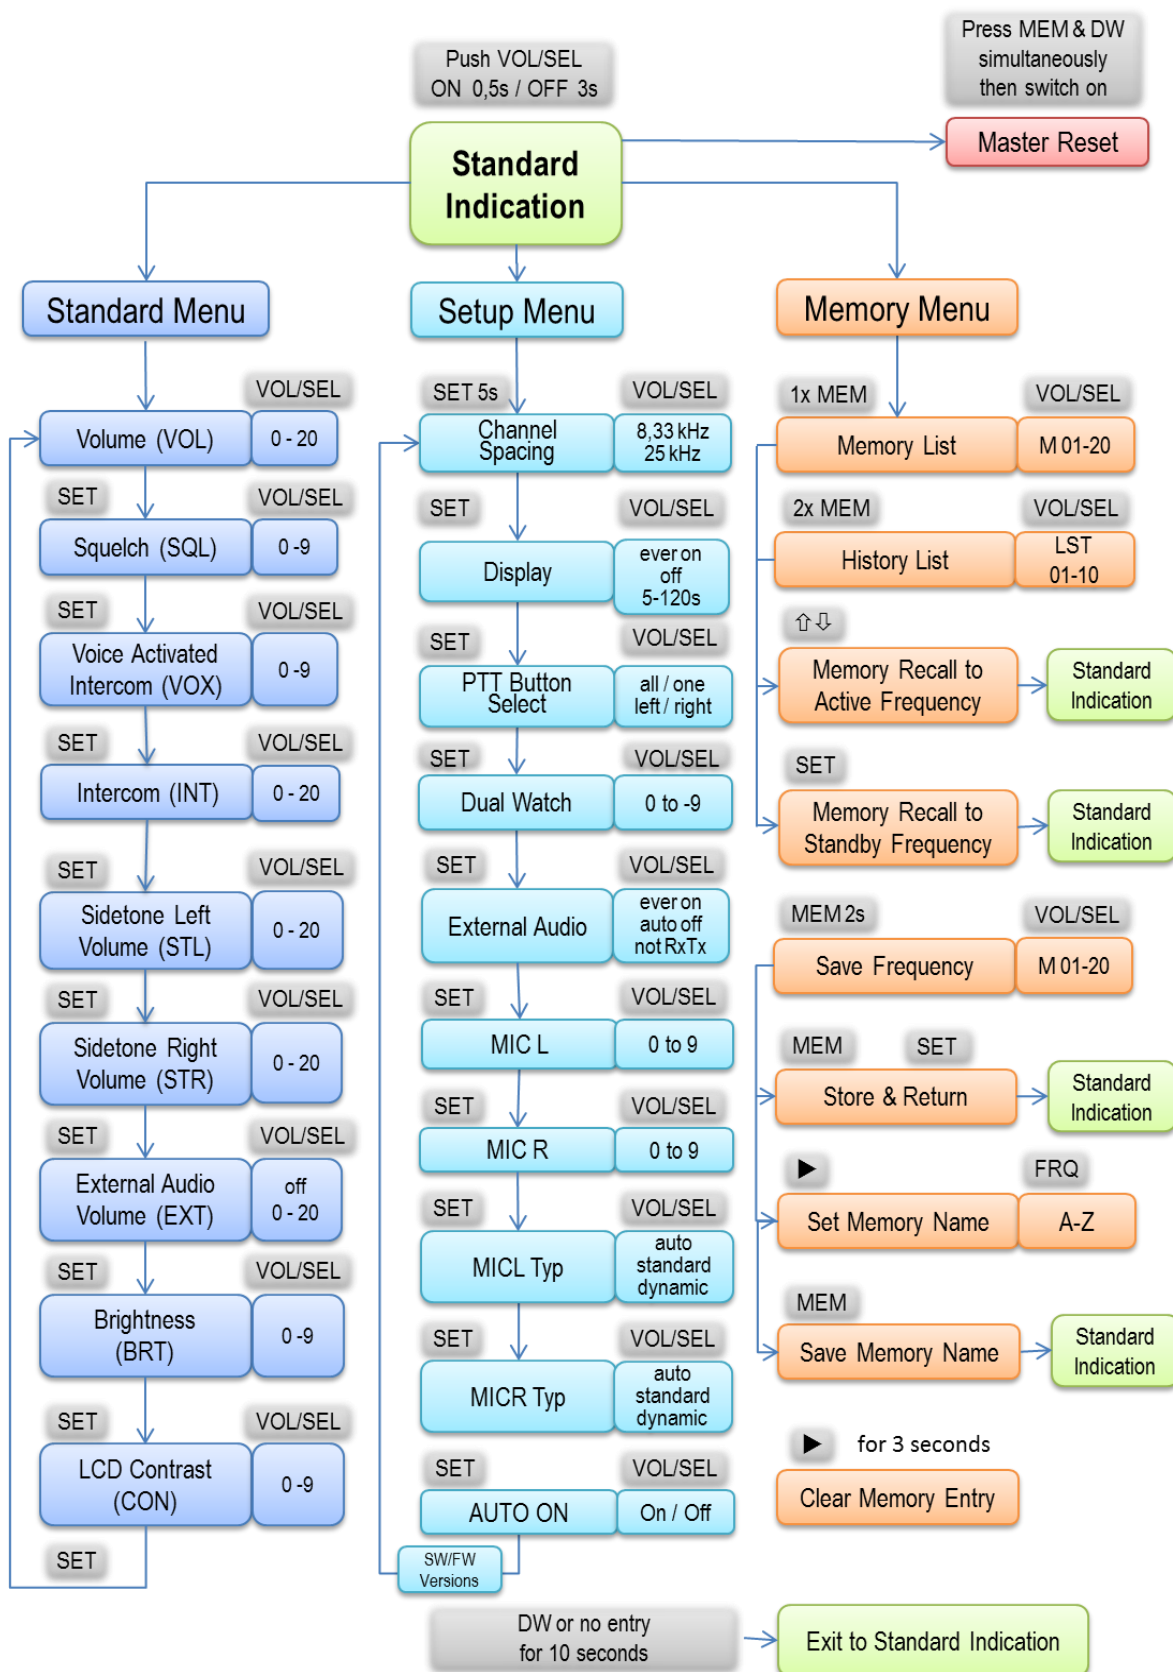 Push VOL/SEL
ON 0,5s / OFF 3s
Press MEM & DW
simultaneously
then switch on
Standard
Indication
Master Reset
Standard Menu
VOL/SEL
Volume (VOL)
0 - 20
SET
VOL/SEL
Squelch (SQL)
0 -9
SET
VOL/SEL
Voice Activated
Intercom (VOX)
0 -9
SET
VOL/SEL
Intercom (INT)
0 - 20
SET
VOL/SEL
Sidetone Left
Volume (STL)
0 - 20
SET
VOL/SEL
Sidetone Right
Volume (STR)
0 - 20
SET
VOL/SEL
External Audio
Volume (EXT)
off
0 - 20
SET
VOL/SEL
Brightness
(BRT)
0 -9
SET
VOL/SEL
LCD Contrast
(CON)
0 -9
SET
Setup Menu
SET 5s
VOL/SEL
Channel
Spacing
8,33 kHz
25 kHz
SET
VOL/SEL
Display
ever on
off
5-120s
SET
VOL/SEL
PTT Button
Select
all / one
left / right
SET
VOL/SEL
Dual Watch
0 to -9
SET
VOL/SEL
External Audio
ever on
auto off
not RxTx
SET
VOL/SEL
MIC L
0 to 9
SET
VOL/SEL
MIC R
0 to 9
SET
VOL/SEL
MICL Typ
auto
standard
dynamic
SET
VOL/SEL
MICR Typ
auto
standard
dynamic
SET
VOL/SEL
AUTO ON
On / Off
SW/FW
Versions
Memory Menu
1x MEM
VOL/SEL
Memory List
M 01-20
2x MEM
VOL/SEL
History List
LST
01-10
⇧⇩
Memory Recall to
Active Frequency
Standard
Indication
SET
Memory Recall to
Standby Frequency
Standard
Indication
MEM 2s
VOL/SEL
Save Frequency
M 01-20
MEM
SET
Store & Return
Standard
Indication
▶
FRQ
Set Memory Name
A-Z
MEM
Save Memory Name
Standard
Indication
▶ for 3 seconds
Clear Memory Entry
DW or no entry
for 10 seconds
Exit to Standard Indication